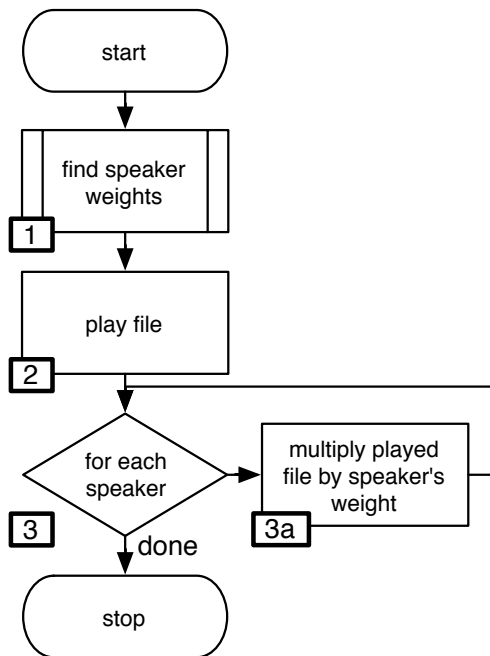 start
find speaker
weights
1
play file
2
for each
speaker
3
multiply played
file by speaker's
weight
3a
done
stop